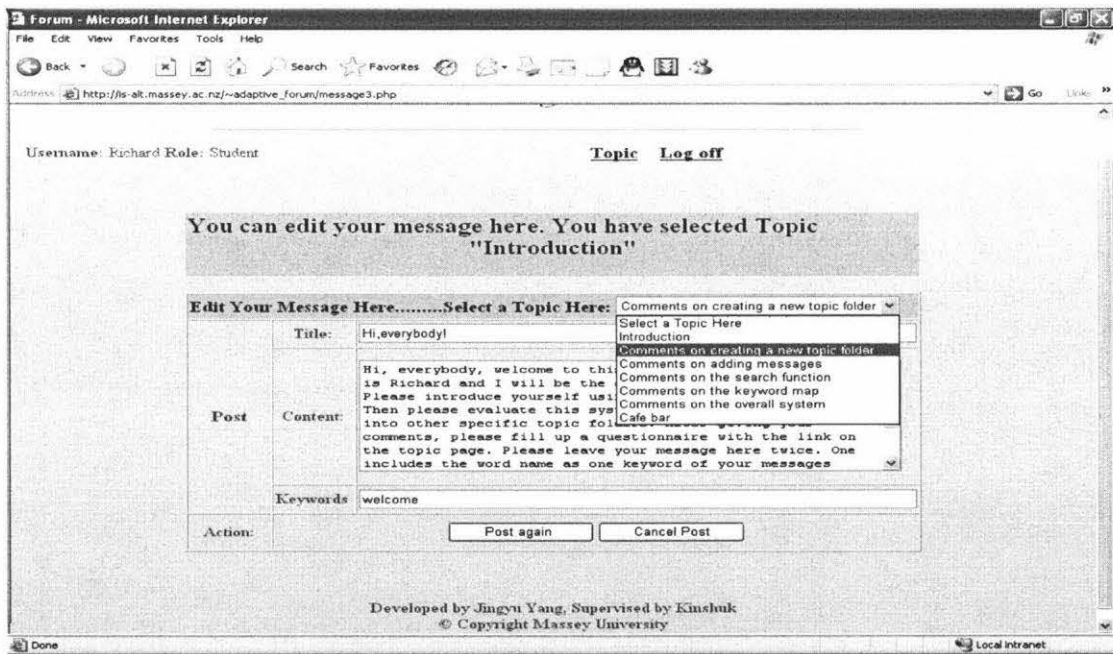 Forum - Microsoft Internet Explorer
File Edit View Favorites Tools Help
Back Search Favorites
Address http://is-alt.massey.ac.nz/~adaptive_forum/message3.php Go Links »
Username: Richard Role: Student Topic Log off
You can edit your message here. You have selected Topic
"Introduction"
Edit Your Message Here.........Select a Topic Here: Comments on creating a new topic folder
Select a Topic Here
Introduction
Comments on creating a new topic folder
Comments on adding messages
Comments on the search function
Comments on the keyword map
Comments on the overall system
Cafe bar
Title: Hi,everybody!
Post Content:
Hi, everybody, welcome to thi
is Richard and I will be the
Please introduce yourself usi
Then please evaluate this sys
into other specific topic fol
comments, please fill up a questionnaire with the link on
the topic page. Please leave your message here twice. One
includes the word name as one keyword of your messages
Keywords welcome
Action: Post again Cancel Post
Developed by Jingyu Yang, Supervised by Kinshuk
© Copyright Massey University
Done Local intranet